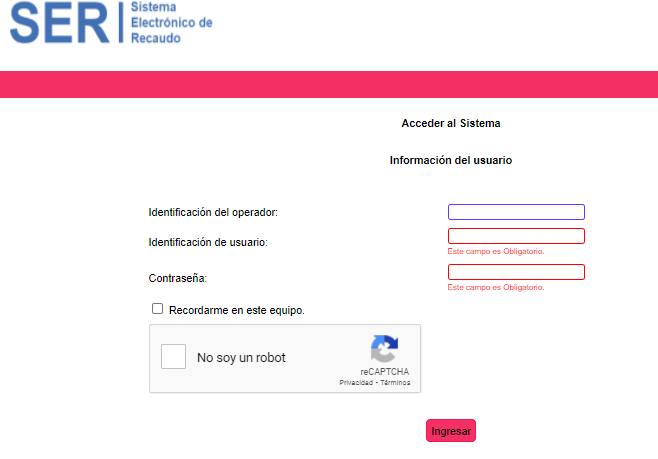 SER
Sistema
Electrónico de
Recaudo
Acceder al Sistema
Información del usuario
Identificación del operador:
Identificación de usuario:
Este campo es Obligatorio.
Contraseña:
Este campo es Obligatorio.
Recordarme en este equipo.
No soy un robot
reCAPTCHA
Privacidad - Términos
Ingresar